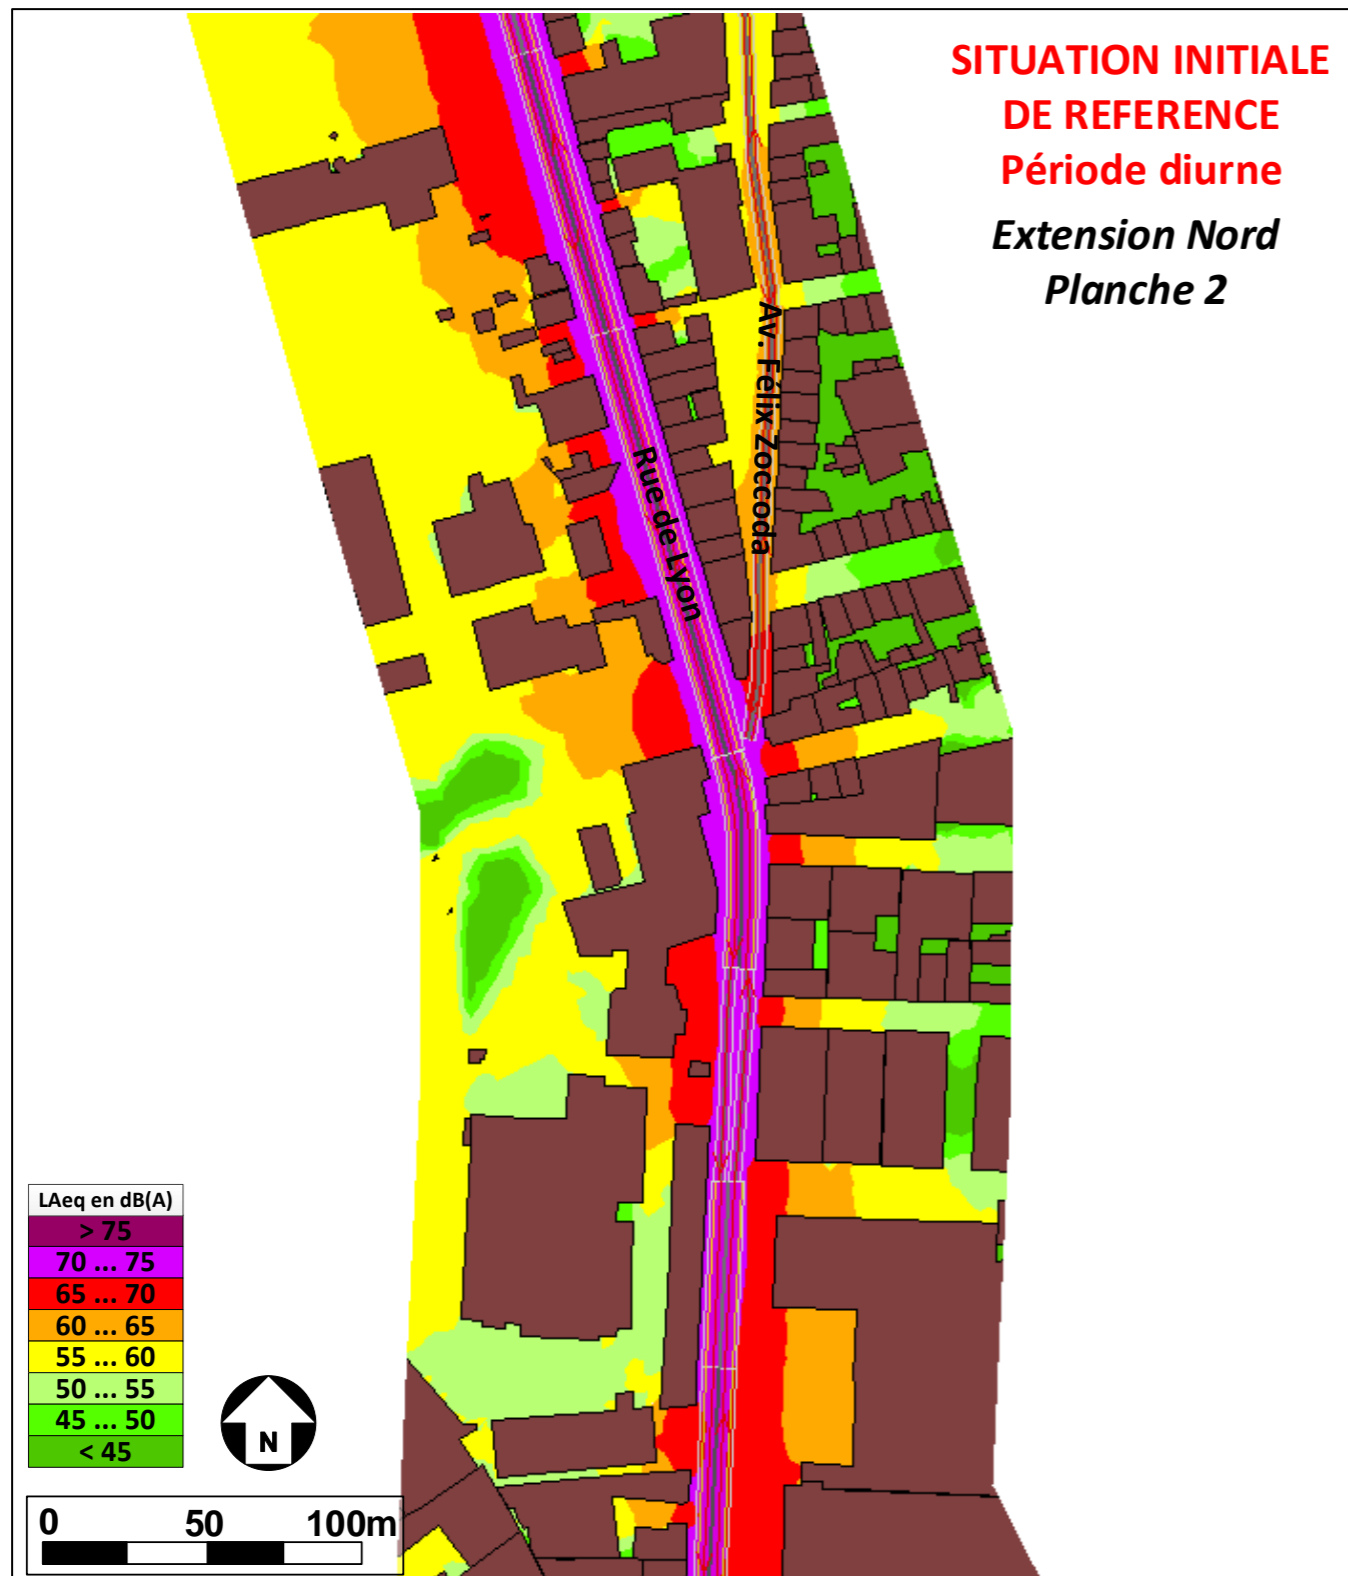 SITUATION INITIALE
DE REFERENCE
Période diurne
Extension Nord
Planche 2
Av. Félix Zoccoda
Rue de Lyon
LAeq en dB(A)
> 75
70 ... 75
65 ... 70
60 ... 65
55 ... 60
50 ... 55
45 ... 50
< 45
N
0 50 100m